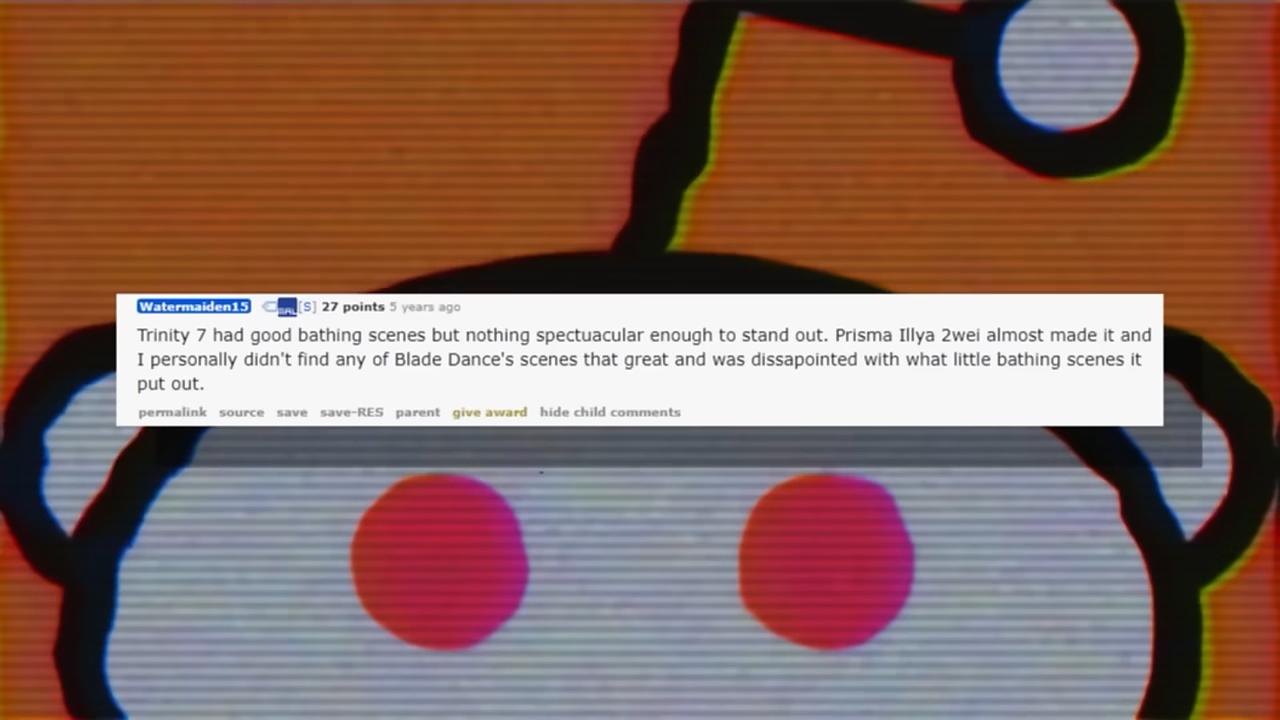 Watermaiden15 [S] 27 points 5 years ago
Trinity 7 had good bathing scenes but nothing spectuacular enough to stand out. Prisma Illya 2wei almost made it and
I personally didn't find any of Blade Dance's scenes that great and was dissapointed with what little bathing scenes it
put out.
permalink source save save-RES parent give award hide child comments